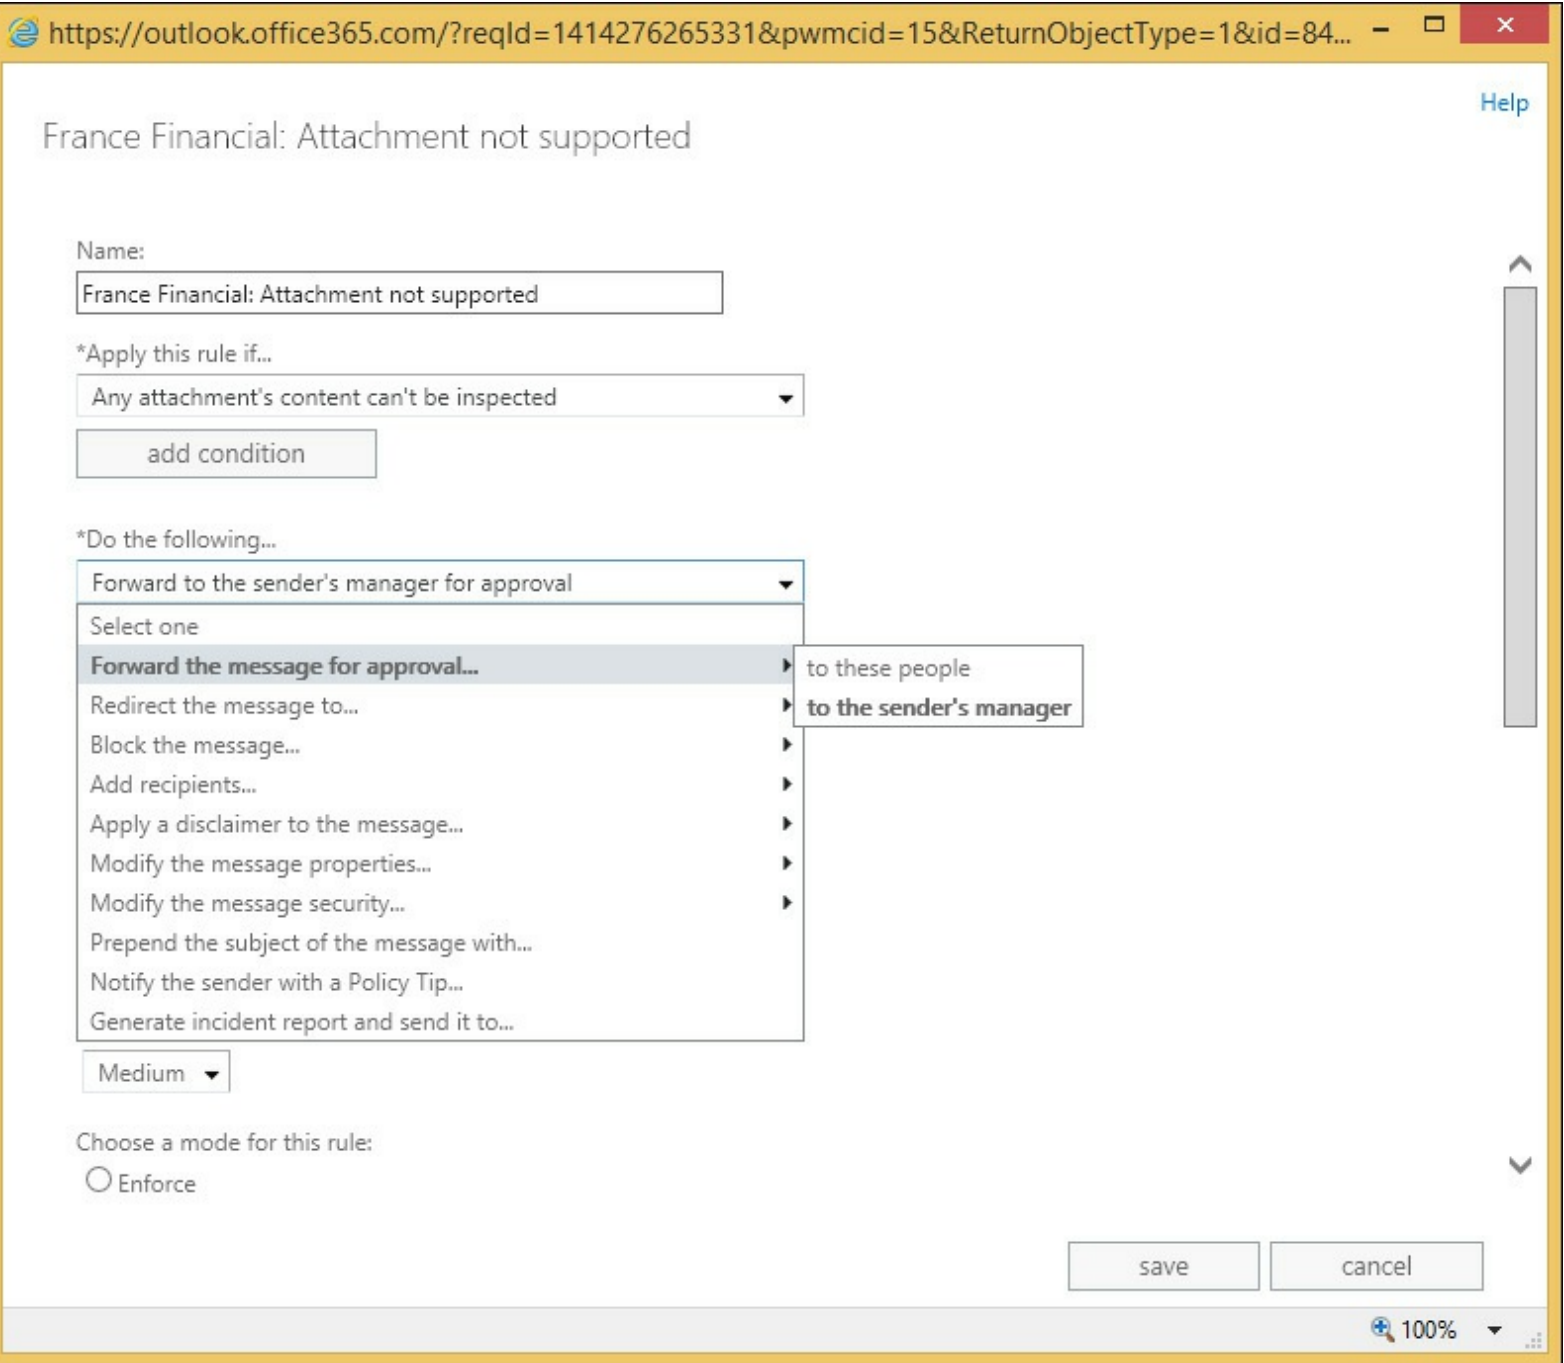 https://outlook.office365.com/?reqId=1414276265331&pwmcid=15&ReturnObjectType=1&id=84...
Help
France Financial: Attachment not supported
Name:
France Financial: Attachment not supported
*Apply this rule if...
Any attachment's content can't be inspected
add condition
*Do the following...
Forward to the sender's manager for approval
Select one
Forward the message for approval...
to these people
Redirect the message to...
to the sender's manager
Block the message...
Add recipients...
Apply a disclaimer to the message...
Modify the message properties...
Modify the message security...
Prepend the subject of the message with...
Notify the sender with a Policy Tip...
Generate incident report and send it to...
Medium
Choose a mode for this rule:
Enforce
save
cancel
100%